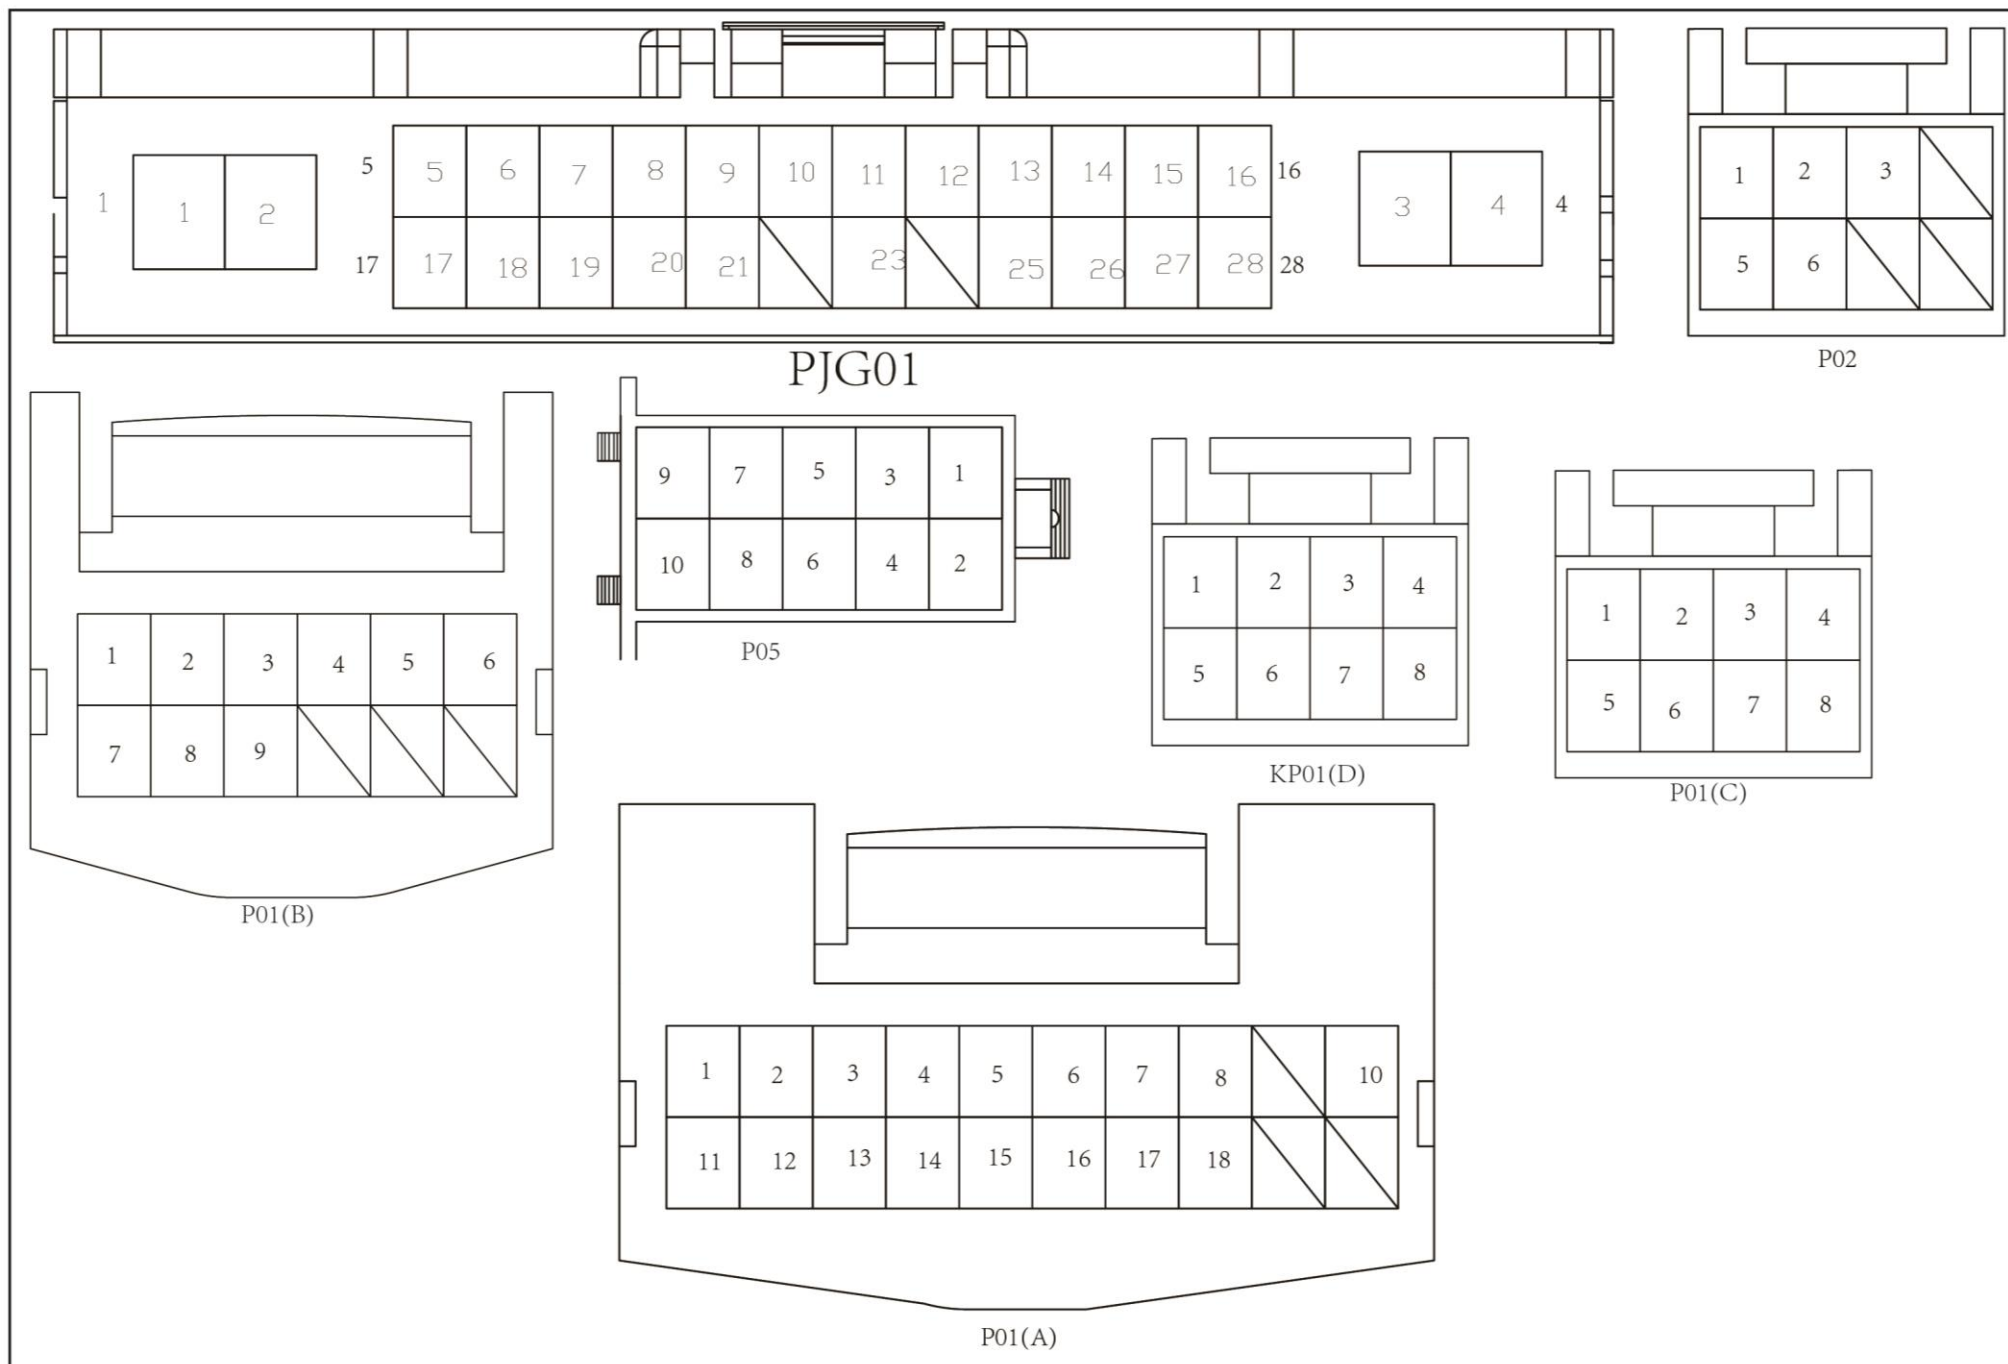 1 1 2 5 5 6 7 8 9 10 11 12 13 14 15 16 16 3 4 4
17 17 18 19 20 21 23 25 26 27 28 28
PJG01
1 2 3
5 6
P02
9 7 5 3 1
10 8 6 4 2
P05
1 2 3 4 5 6
7 8 9
P01(B)
1 2 3 4
5 6 7 8
KP01(D)
1 2 3 4
5 6 7 8
P01(C)
1 2 3 4 5 6 7 8 10
11 12 13 14 15 16 17 18
P01(A)